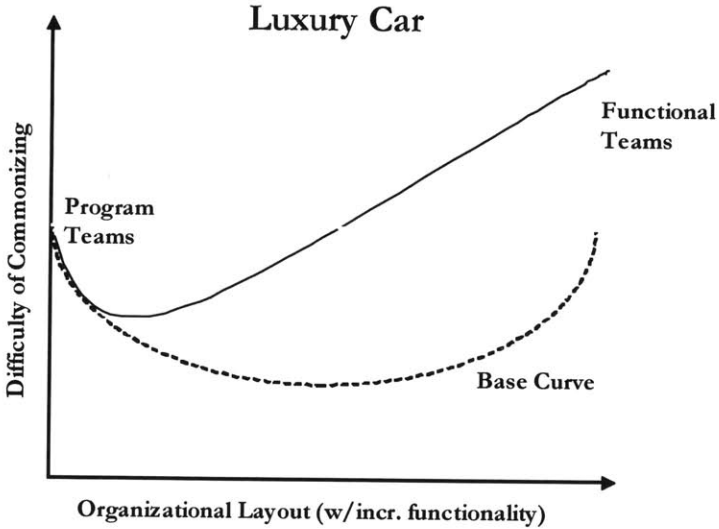 Luxury Car
Difficulty of Commonizing
Program
Teams
Functional
Teams
Base Curve
Organizational Layout (w/incr. functionality)